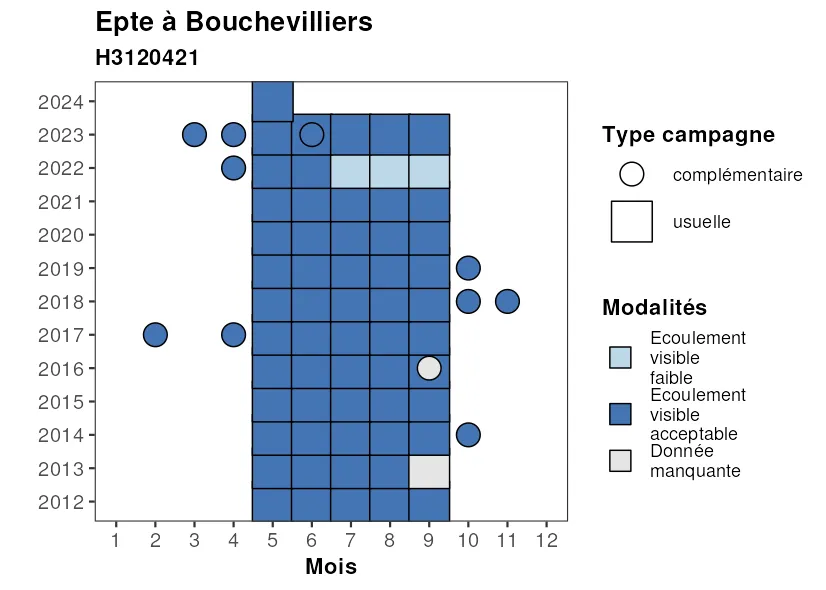 Epte à Bouchevilliers
H3120421
2024
2023
2022
2021
2020
2019
2018
2017
2016
2015
2014
2013
2012
1 2 3 4 5 6 7 8 9 10 11 12
Mois
Type campagne
complémentaire
usuelle
Modalités
Ecoulement
visible
faible
Ecoulement
visible
acceptable
Donnée
manquante